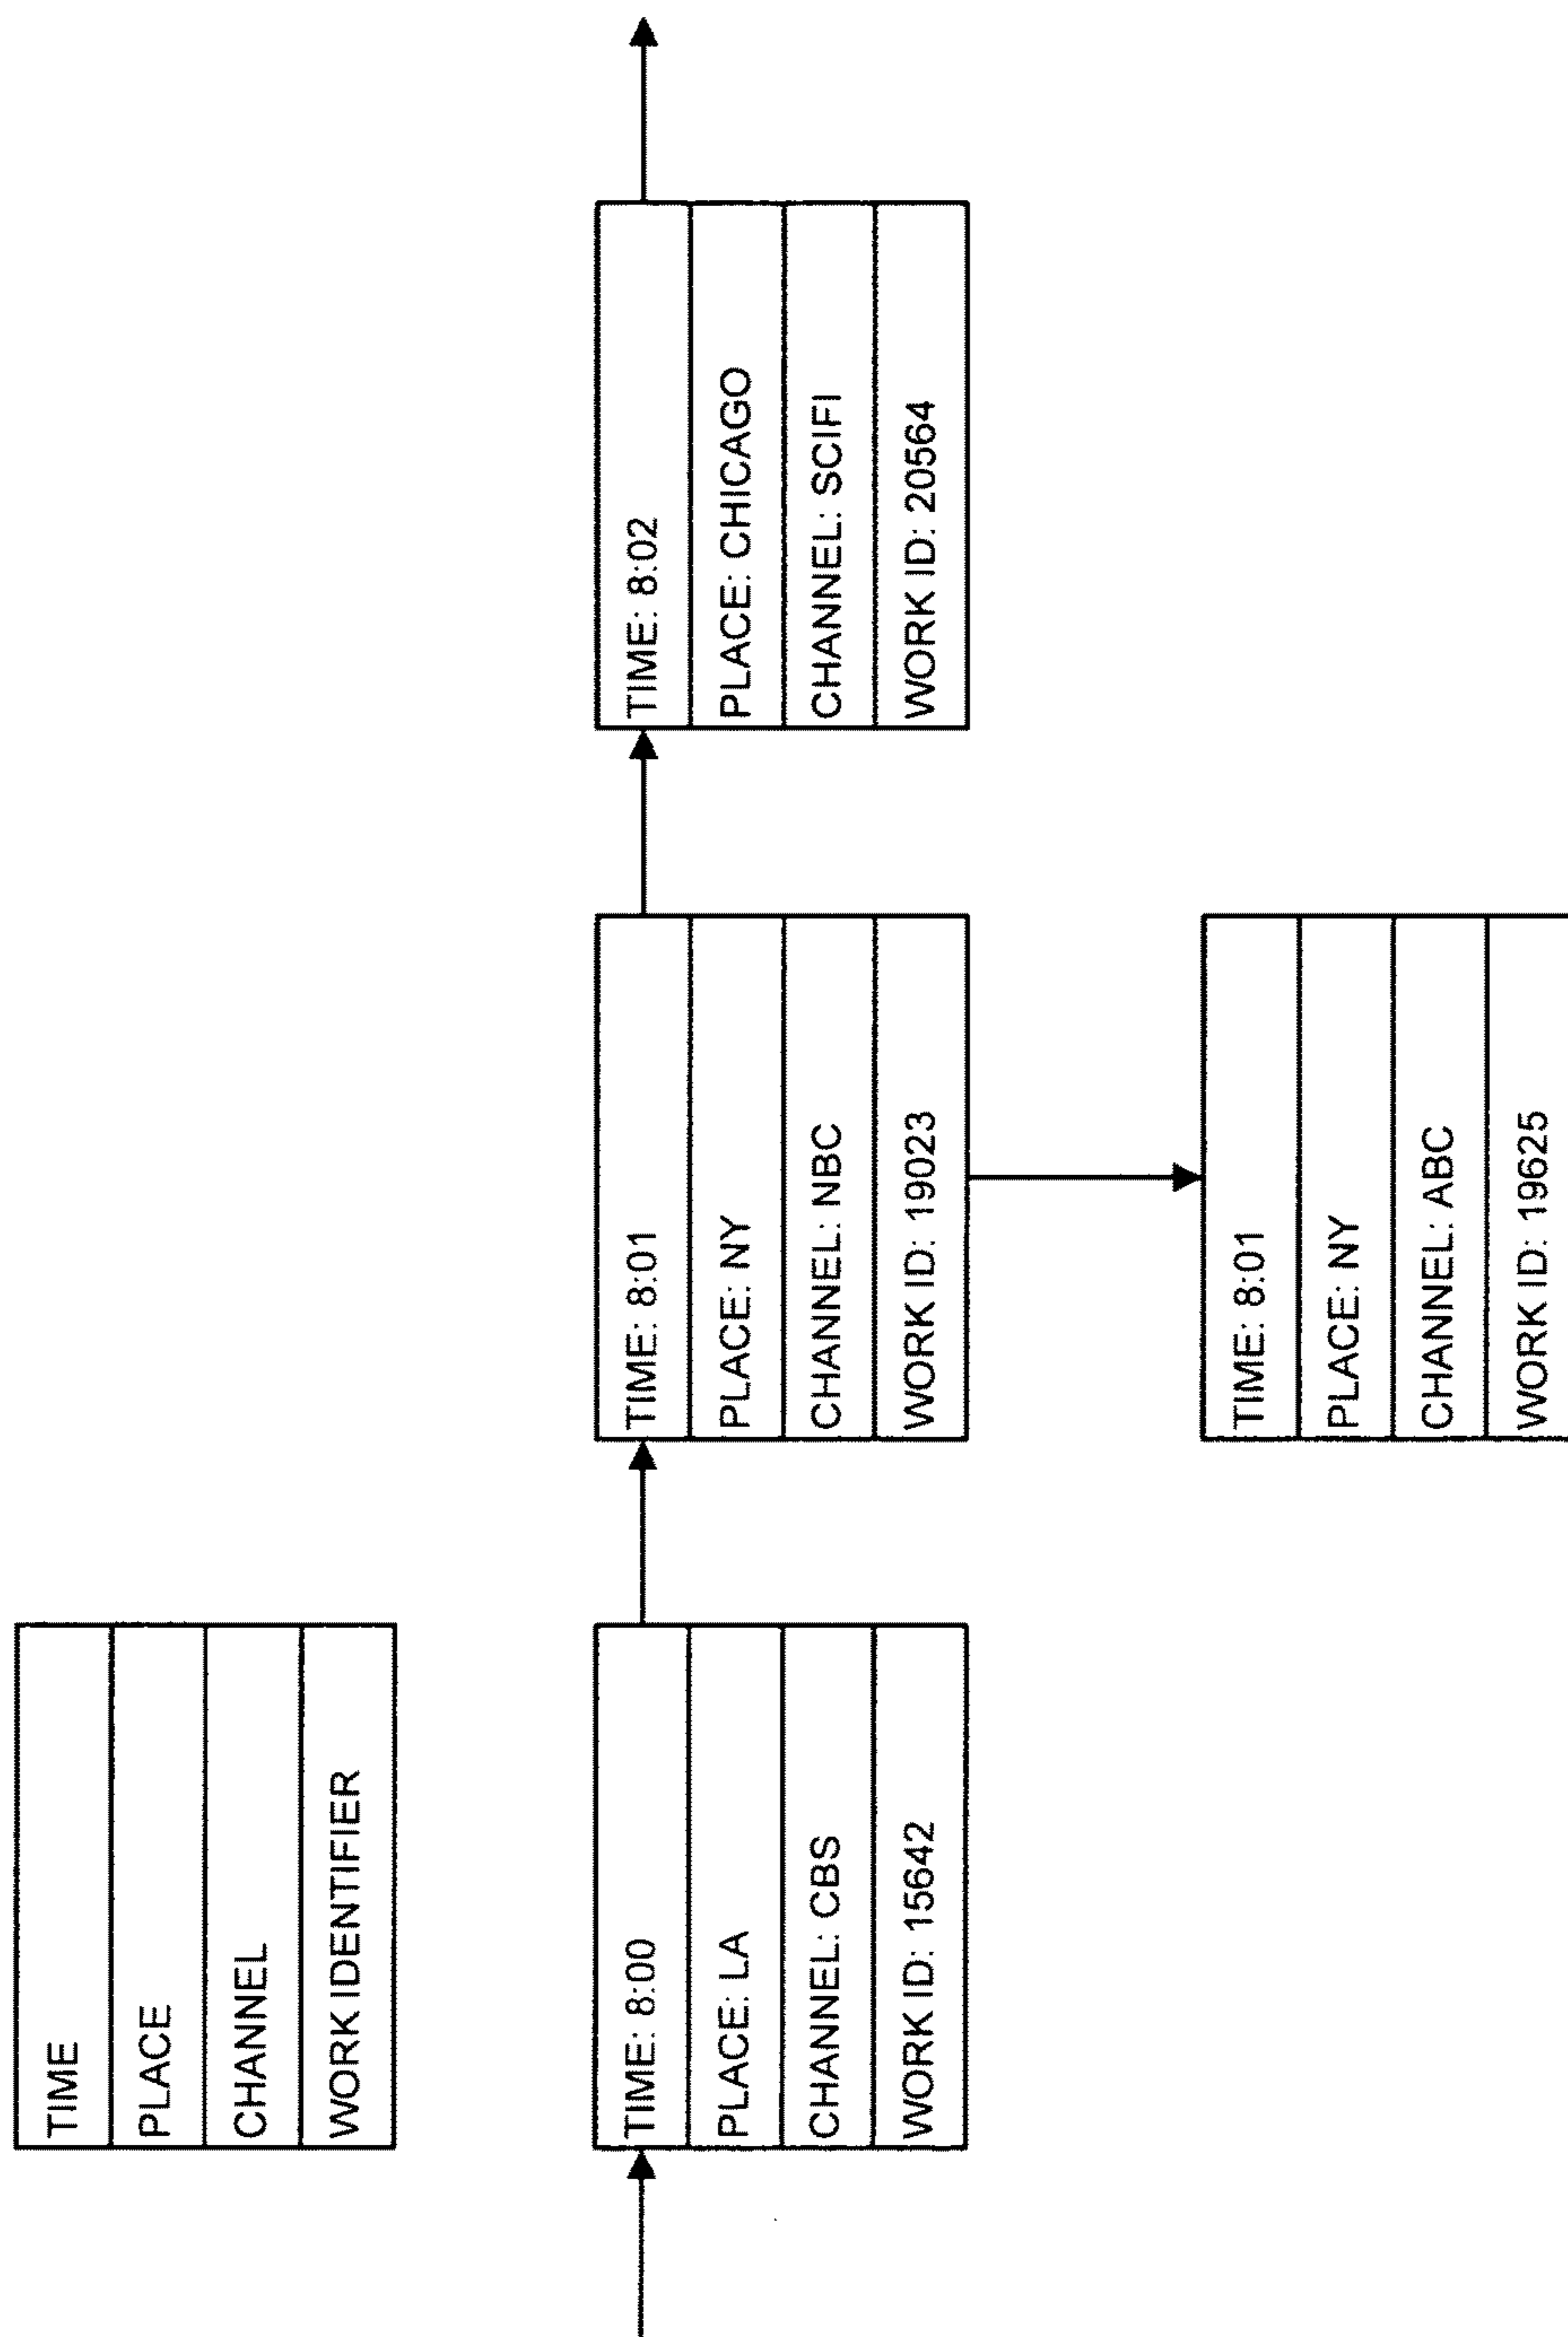 TIME
PLACE
CHANNEL
WORK IDENTIFIER
TIME: 8:00
PLACE: LA
CHANNEL: CBS
WORK ID: 15642
TIME: 8:01
PLACE: NY
CHANNEL: NBC
WORK ID: 19023
TIME: 8:02
PLACE: CHICAGO
CHANNEL: SCIFI
WORK ID: 20564
TIME: 8:01
PLACE: NY
CHANNEL: ABC
WORK ID: 19625